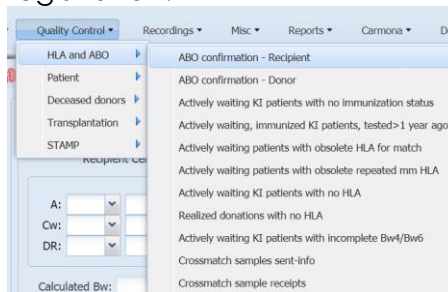 Quality Control Recordings Misc Reports Carmona
HLA and ABO
Patient
Deceased donors
Transplantation
STAMP
ABO confirmation - Recipient
ABO confirmation - Donor
Actively waiting KI patients with no immunization status
Actively waiting, immunized KI patients, tested>1 year ago
Actively waiting patients with obsolete HLA for match
Actively waiting patients with obsolete repeated mm HLA
Actively waiting KI patients with no HLA
Realized donations with no HLA
Actively waiting KI patients with incomplete Bw4/Bw6
Crossmatch samples sent-info
Crossmatch sample receipts
A:
Cw:
DR:
Calculated Bw: